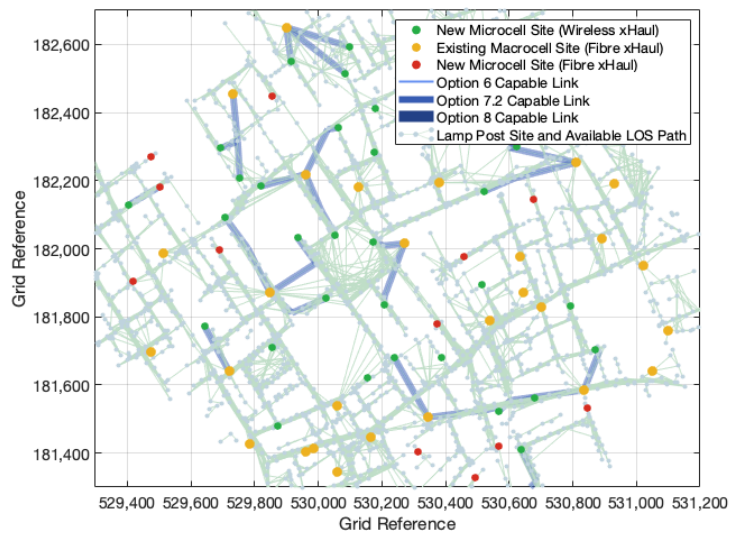 182,600
182,400
182,200
182,000
181,800
181,600
181,400
Grid Reference
New Microcell Site (Wireless xHaul)
Existing Macrocell Site (Fibre xHaul)
New Microcell Site (Fibre xHaul)
Option 6 Capable Link
Option 7.2 Capable Link
Option 8 Capable Link
Lamp Post Site and Available LOS Path
529,400 529,600 529,800 530,000 530,200 530,400 530,600 530,800 531,000 531,200
Grid Reference